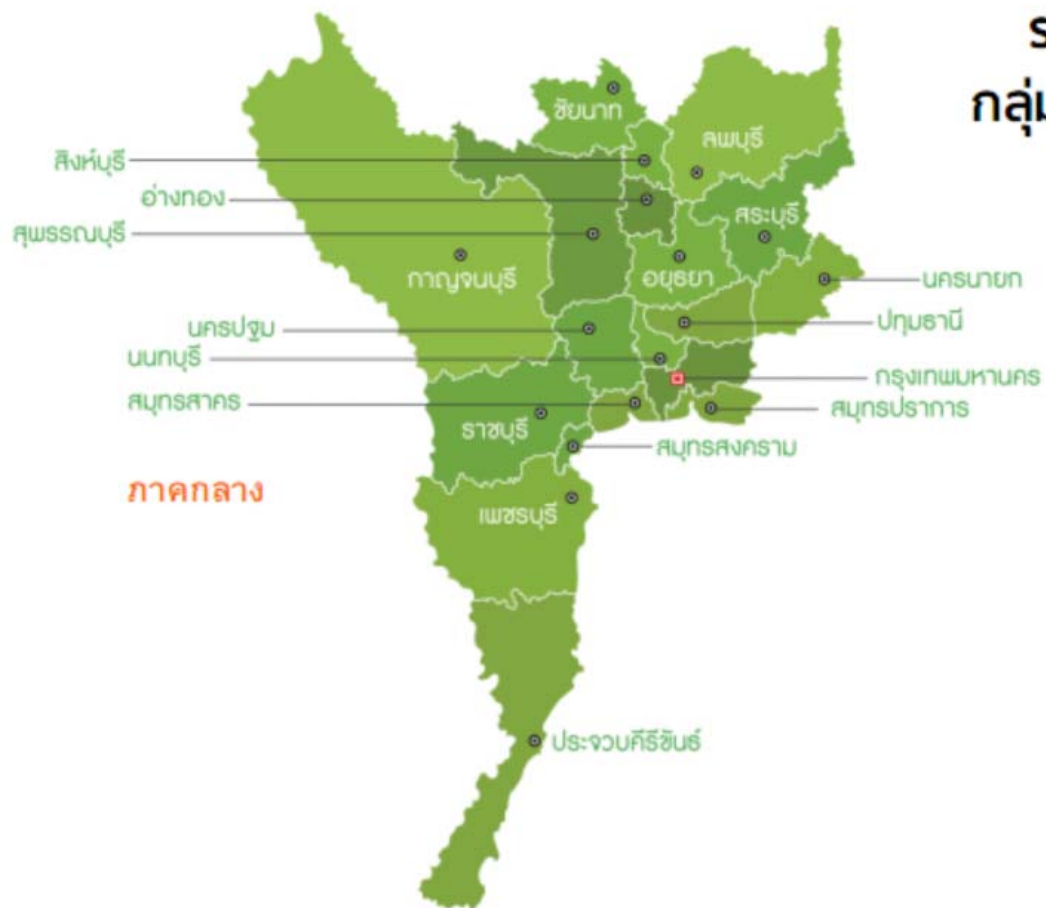 ร
กลุ่ม
ชัยนาท
ลพบุรี
สิงห์บุรี
อ่างทอง
สระบุรี
สุพรรณบุรี
กาญจนบุรี
อยุธยา
นครนายก
นครปฐม
ปทุมธานี
นนทบุรี
กรุงเทพมหานคร
สมุทรสาคร
สมุทรปราการ
ราชบุรี
สมุทรสงคราม
ภาคกลาง
เพชรบุรี
ประจวบคีรีขันธ์